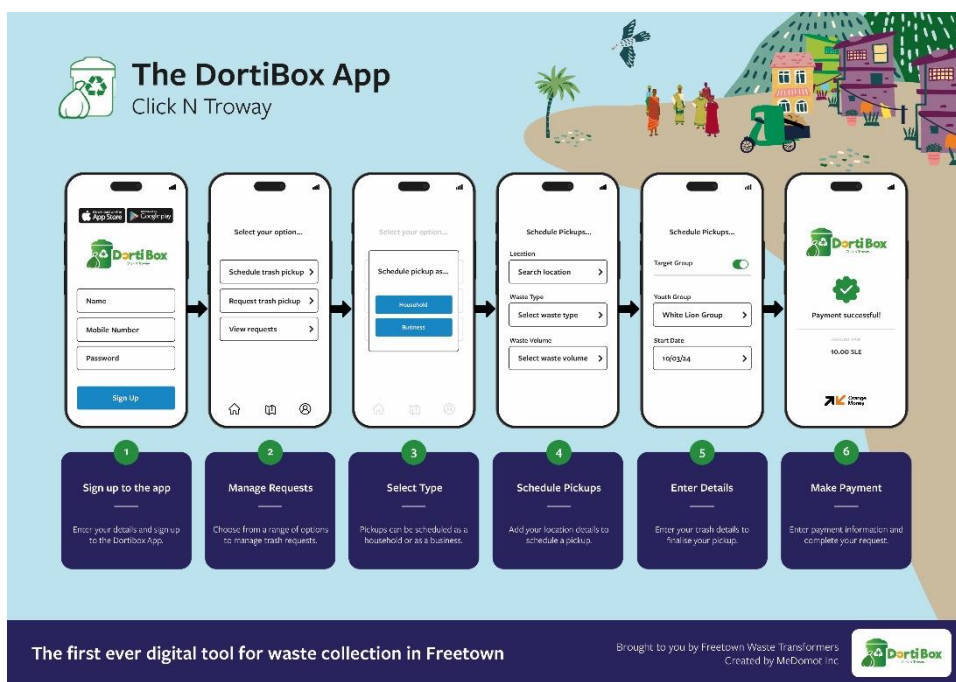 The DortiBox App
Click N Troway
App Store
Google play
Dorti Box
Name
Mobile Number
Password
Sign Up
Select your option...
Schedule trash pickup
Request trash pickup
View requests
Select your option...
Schedule pickup as...
Household
Business
Schedule Pickups...
Location
Search location
Waste Type
Select waste type
Waste Volume
Select waste volume
Schedule Pickups...
Target Group
Youth Group
White Lion Group
Start Date
10/03/24
Dorti Box
Payment successful!
10.00 SLE
Orange
Money
1
Sign up to the app
Enter your details and sign up
to the Dortibox App.
2
Manage Requests
Choose from a range of options
to manage trash requests.
3
Select Type
Pickups can be scheduled as a
household or as a business.
4
Schedule Pickups
Add your location details to
schedule a pickup.
5
Enter Details
Enter your trash details to
finalise your pickup.
6
Make Payment
Enter payment information and
complete your request.
The first ever digital tool for waste collection in Freetown
Brought to you by Freetown Waste Transformers
Created by MeDomot Inc
Dorti Box